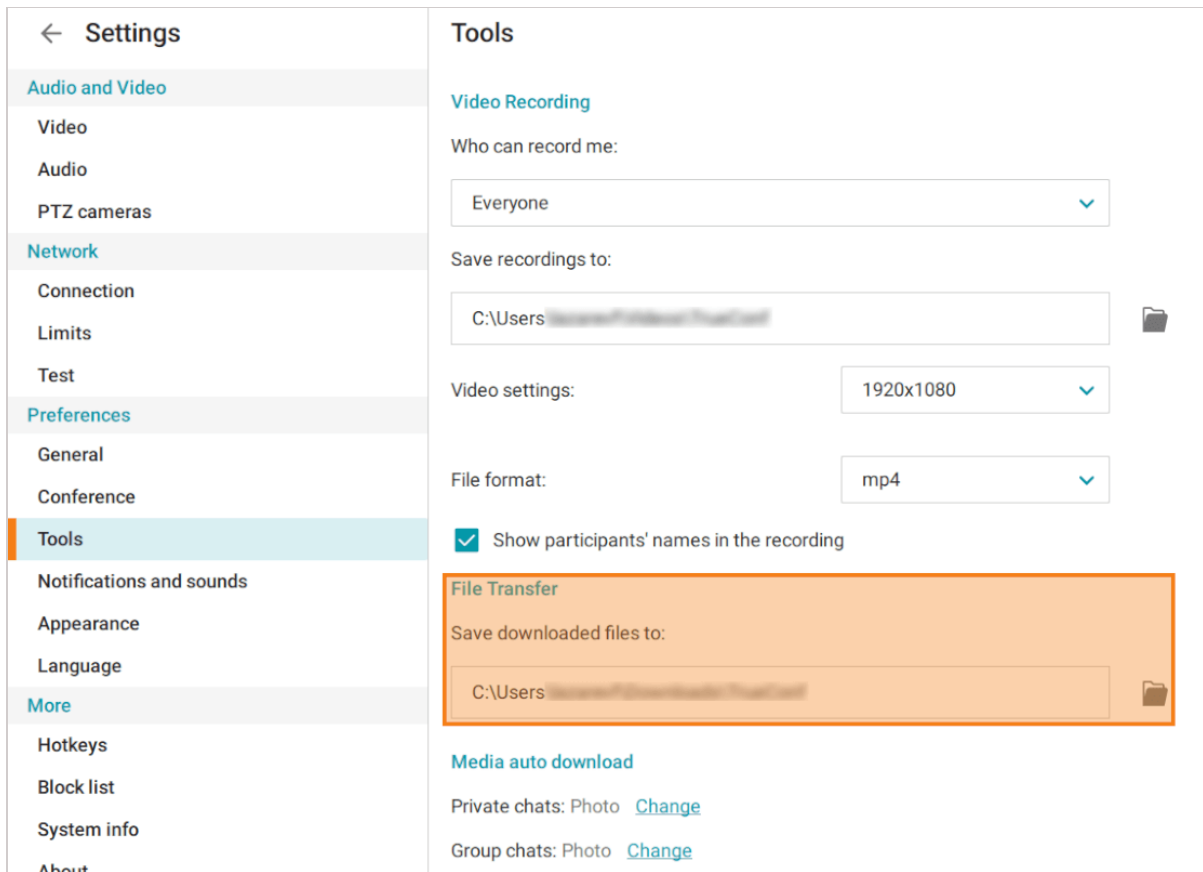 Settings
Audio and Video
Video
Audio
PTZ cameras
Network
Connection
Limits
Test
Preferences
General
Conference
Tools
Notifications and sounds
Appearance
Language
More
Hotkeys
Block list
System info
About
Tools
Video Recording
Who can record me:
Everyone
Save recordings to:
C:\Users
Video settings:
1920x1080
File format:
mp4
Show participants' names in the recording
File Transfer
Save downloaded files to:
C:\Users
Media auto download
Private chats: Photo Change
Group chats: Photo Change